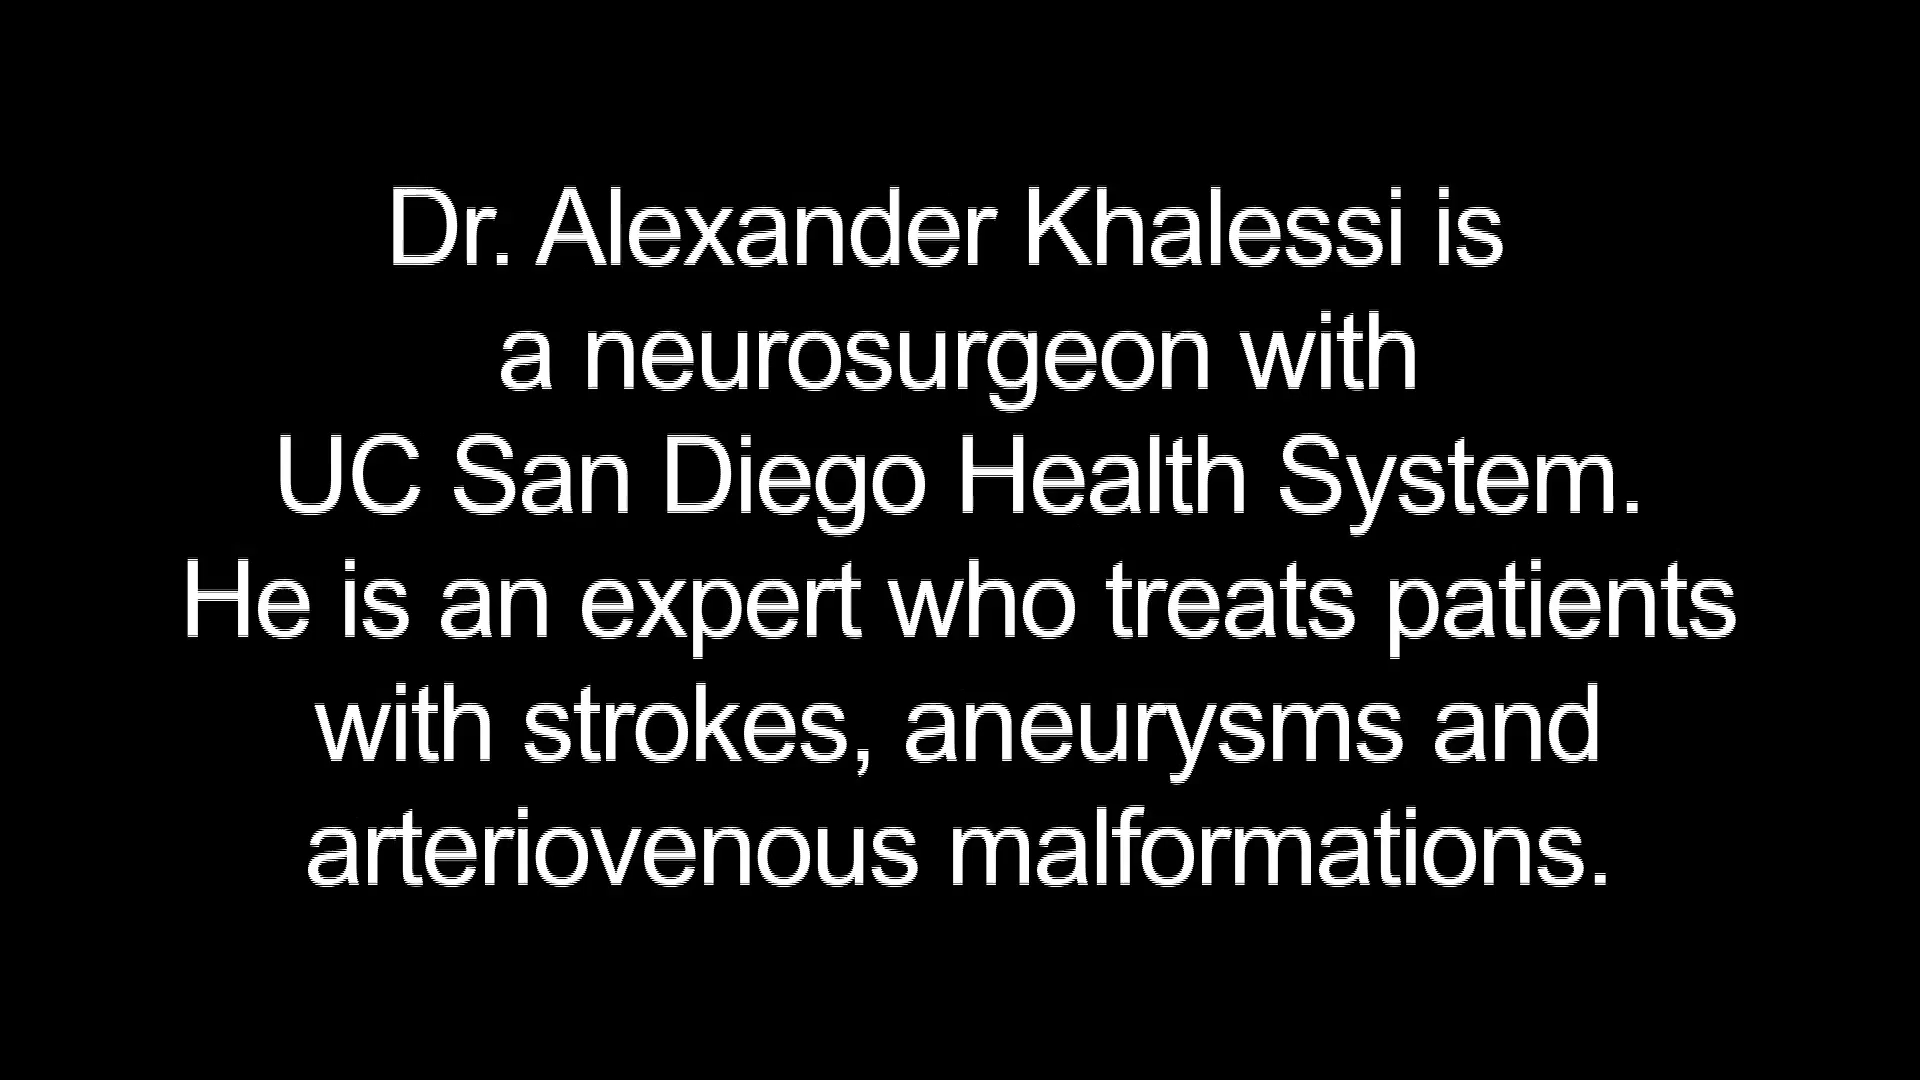 Dr. Alexander Khalessi is
a neurosurgeon with
UC San Diego Health System.
He is an expert who treats patients
with strokes, aneurysms and
arteriovenous malformations.